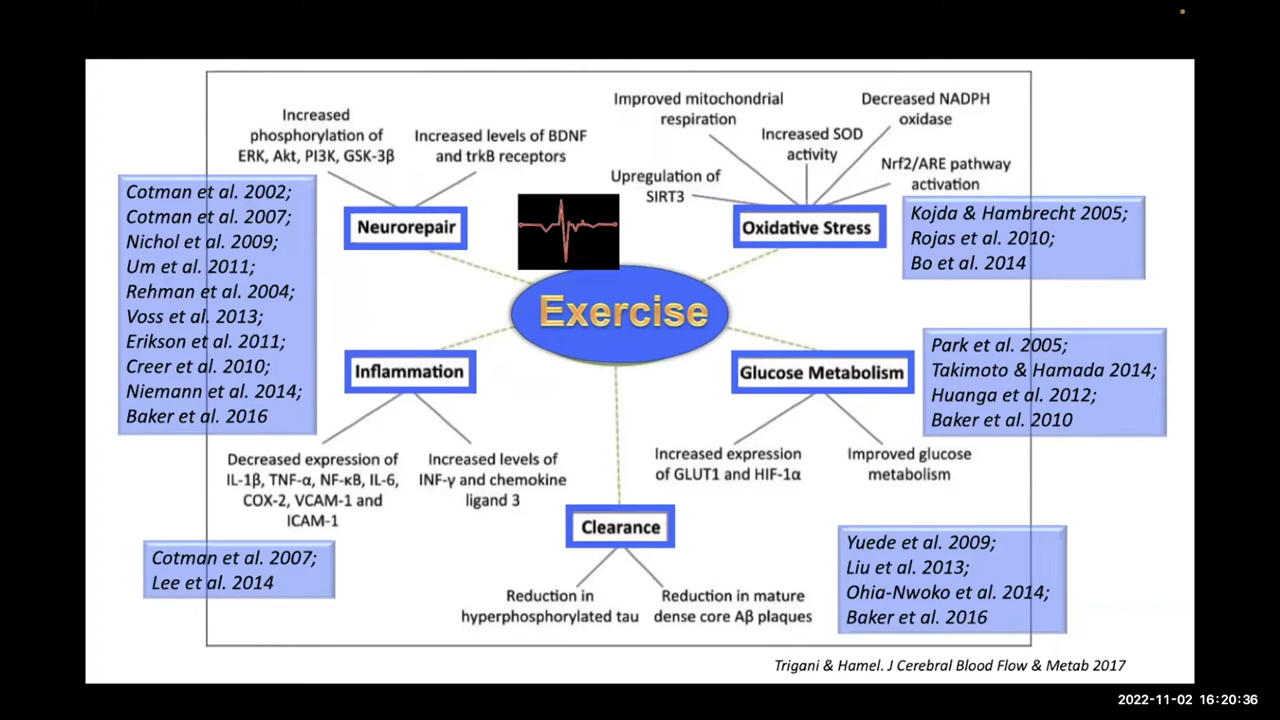 Increased
phosphorylation of
ERK, Akt, PI3K, GSK-3β
Increased levels of BDNF
and trkB receptors
Improved mitochondrial
respiration
Increased SOD
activity
Decreased NADPH
oxidase
Upregulation of
SIRT3
Nrf2/ARE pathway
activation
Cotman et al. 2002;
Cotman et al. 2007;
Nichol et al. 2009;
Um et al. 2011;
Rehman et al. 2004;
Voss et al. 2013;
Erikson et al. 2011;
Creer et al. 2010;
Niemann et al. 2014;
Baker et al. 2016
Neurorepair
Oxidative Stress
Kojda & Hambrecht 2005;
Rojas et al. 2010;
Bo et al. 2014
Exercise
Inflammation
Glucose Metabolism
Park et al. 2005;
Takimoto & Hamada 2014;
Huanga et al. 2012;
Baker et al. 2010
Decreased expression of
IL-1β, TNF-α, NF-κB, IL-6,
COX-2, VCAM-1 and
ICAM-1
Increased levels of
INF-γ and chemokine
ligand 3
Increased expression
of GLUT1 and HIF-1α
Improved glucose
metabolism
Clearance
Cotman et al. 2007;
Lee et al. 2014
Reduction in
hyperphosphorylated tau
Reduction in mature
dense core Aβ plaques
Yuede et al. 2009;
Liu et al. 2013;
Ohia-Nwoko et al. 2014;
Baker et al. 2016
Trigani & Hamel. J Cerebral Blood Flow & Metab 2017
2022-11-02 16:20:36